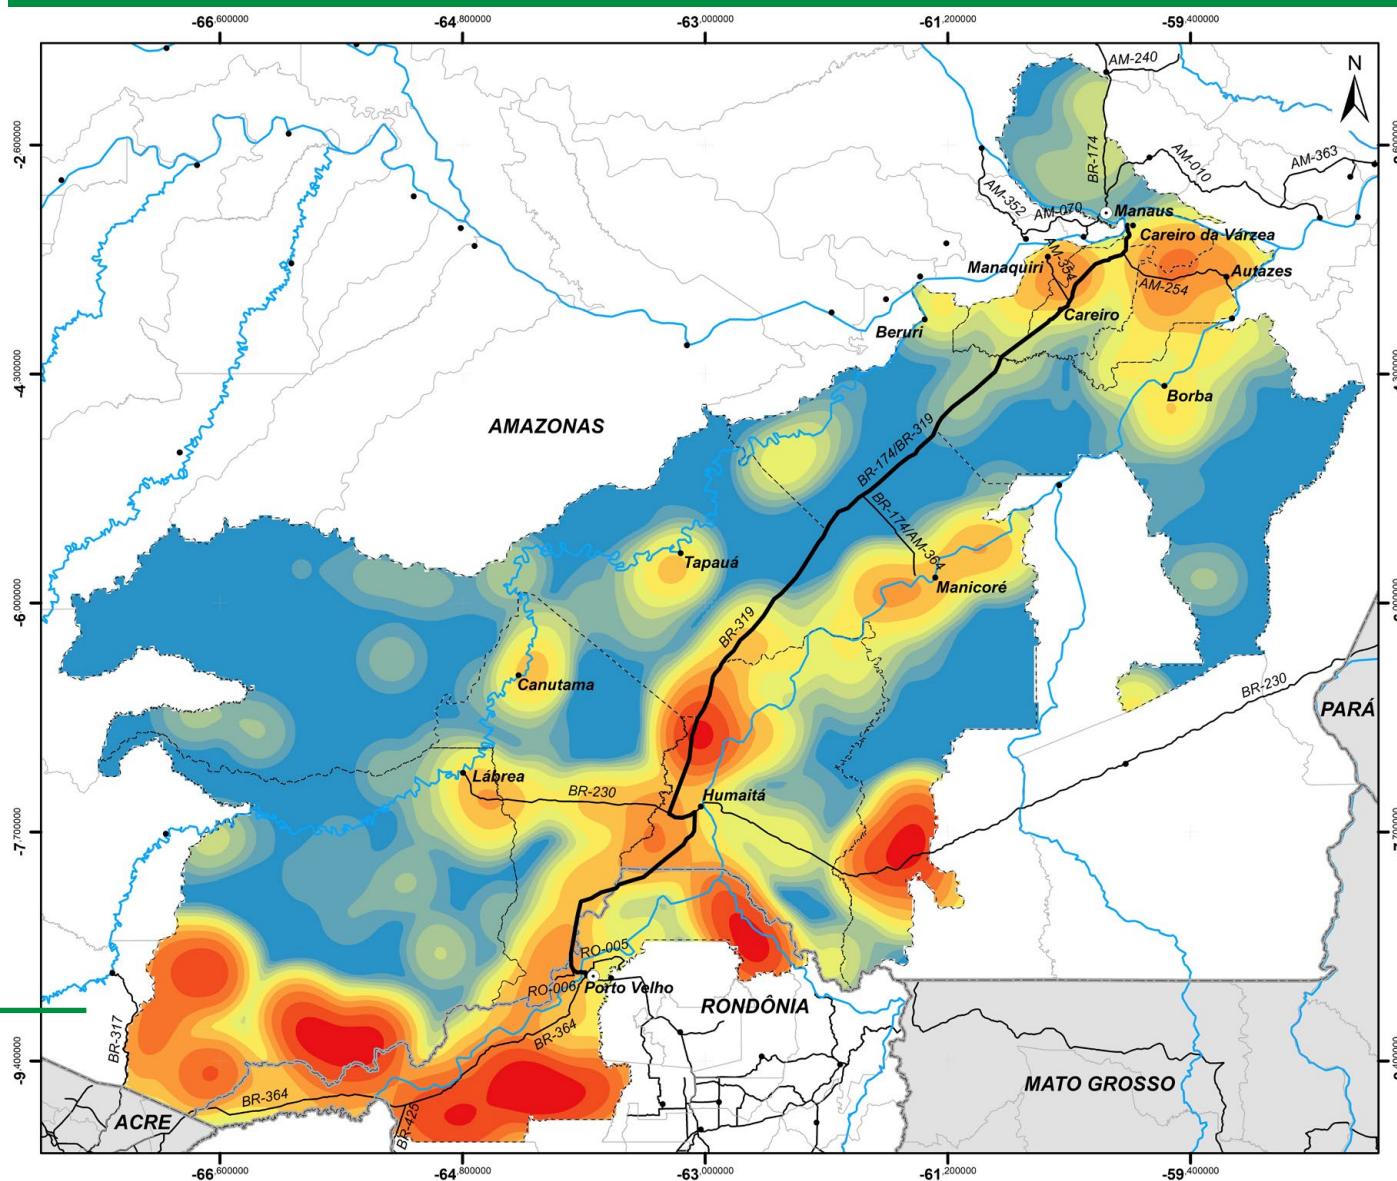 -66.600000
-64.800000
-63.000000
-61.200000
-59.400000
N
AM-240
-2.600000
BR-174
AM-010
AM-363
AM-352
AM-070
Manaus
Careiro da Várzea
Manaquiri
AM-354
Autazes
AM-254
Careiro
Beruri
Borba
AMAZONAS
BR-174/BR-319
BR-174/AM-364
Tapauá
Manicoré
BR-319
Canutama
BR-230
PARÁ
Lábrea
BR-230
Humaitá
-7.700000
RO-005
RO-006
Porto Velho
RONDÔNIA
BR-317
BR-364
-9.400000
BR-364
BR-425
MATO GROSSO
ACRE
-66.600000
-64.800000
-63.000000
-61.200000
-59.400000